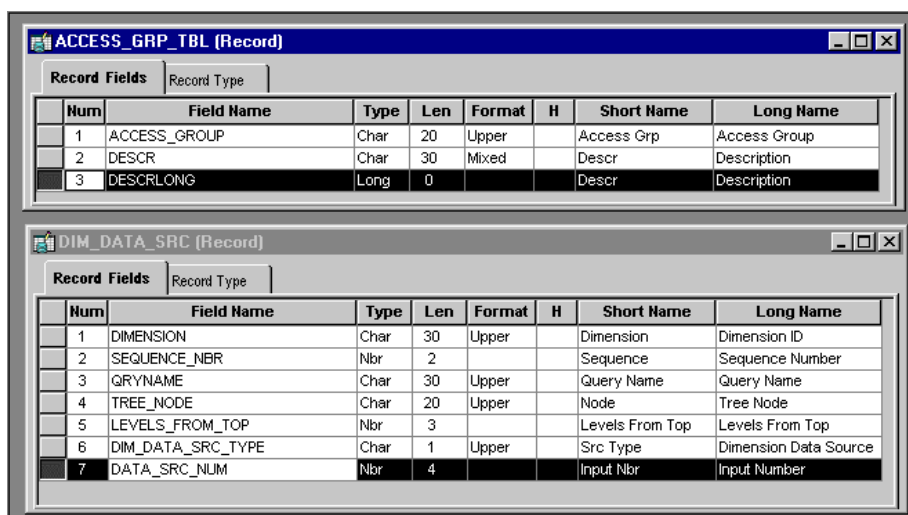 ACCESS_GRP_TBL (Record)
Record Fields Record Type
Num Field Name Type Len Format H Short Name Long Name
1 ACCESS_GROUP Char 20 Upper Access Grp Access Group
2 DESCR Char 30 Mixed Descr Description
3 DESCRLONG Long 0 Descr Description
DIM_DATA_SRC (Record)
Record Fields Record Type
Num Field Name Type Len Format H Short Name Long Name
1 DIMENSION Char 30 Upper Dimension Dimension ID
2 SEQUENCE_NBR Nbr 2 Sequence Sequence Number
3 QRYNAME Char 30 Upper Query Name Query Name
4 TREE_NODE Char 20 Upper Node Tree Node
5 LEVELS_FROM_TOP Nbr 3 Levels From Top Levels From Top
6 DIM_DATA_SRC_TYPE Char 1 Upper Src Type Dimension Data Source
7 DATA_SRC_NUM Nbr 4 Input Nbr Input Number